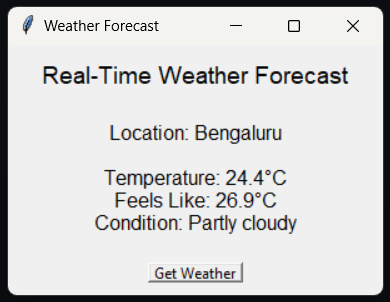 Weather Forecast
Real-Time Weather Forecast
Location: Bengaluru
Temperature: 24.4°C
Feels Like: 26.9°C
Condition: Partly cloudy
Get Weather